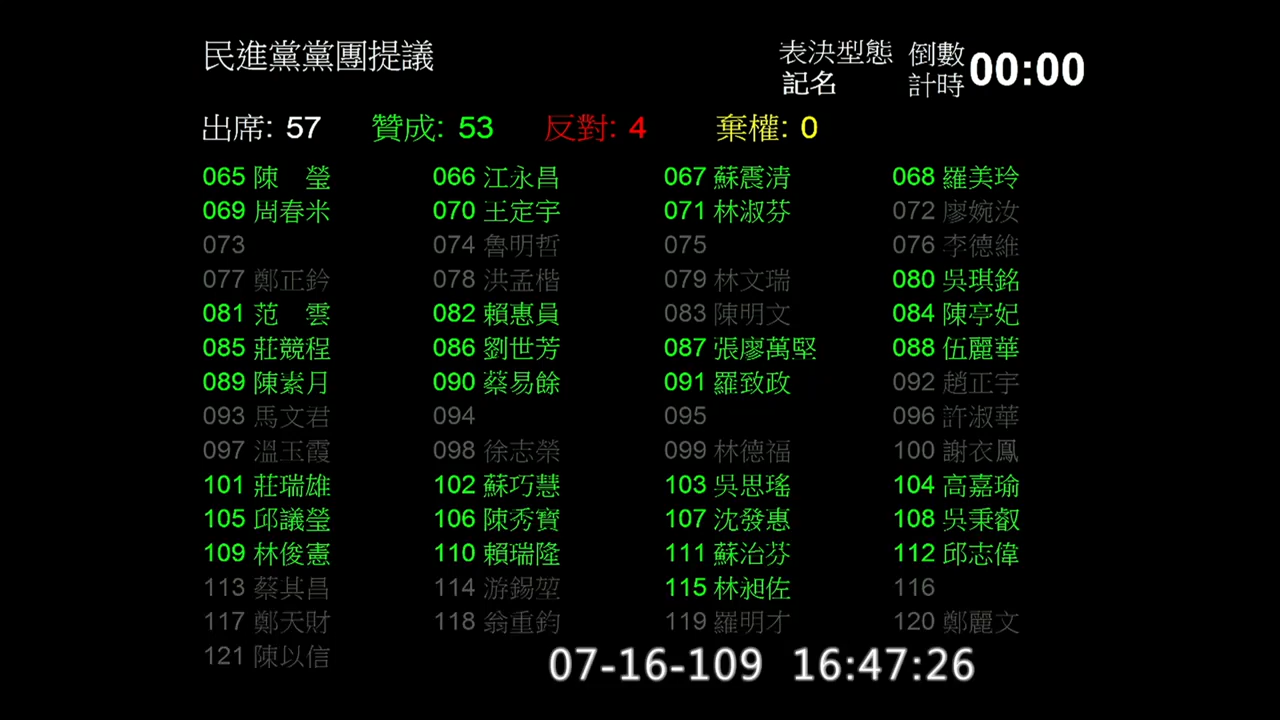 民進黨黨團提議 表決型態 倒數 00:00
記名 計時
出席: 57 贊成: 53 反對: 4 棄權: 0
065 陳 瑩 066 江永昌 067 蘇震清 068 羅美玲
069 周春米 070 王定宇 071 林淑芬 072 廖婉汝
073 074 魯明哲 075 076 李德維
077 鄭正鈐 078 洪孟楷 079 林文瑞 080 吳琪銘
081 范 雲 082 賴惠員 083 陳明文 084 陳亭妃
085 莊競程 086 劉世芳 087 張廖萬堅 088 伍麗華
089 陳素月 090 蔡易餘 091 羅致政 092 趙正宇
093 馬文君 094 095 096 許淑華
097 溫玉霞 098 徐志榮 099 林德福 100 謝衣鳳
101 莊瑞雄 102 蘇巧慧 103 吳思瑤 104 高嘉瑜
105 邱議瑩 106 陳秀寳 107 沈發惠 108 吳秉叡
109 林俊憲 110 賴瑞隆 111 蘇治芬 112 邱志偉
113 蔡其昌 114 游錫堃 115 林昶佐 116
117 鄭天財 118 翁重鈞 119 羅明才 120 鄭麗文
121 陳以信
07-16-109 16:47:26